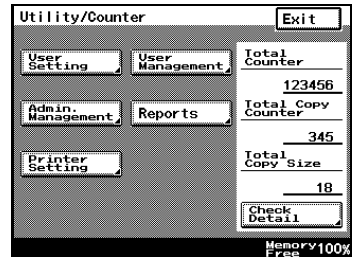 Utility/Counter
Exit
User
Setting
User
Management
Admin.
Management
Reports
Printer
Setting
Total
Counter
123456
Total Copy
Counter
345
Total
Copy Size
18
Check
Detail
Memory
Free
100%